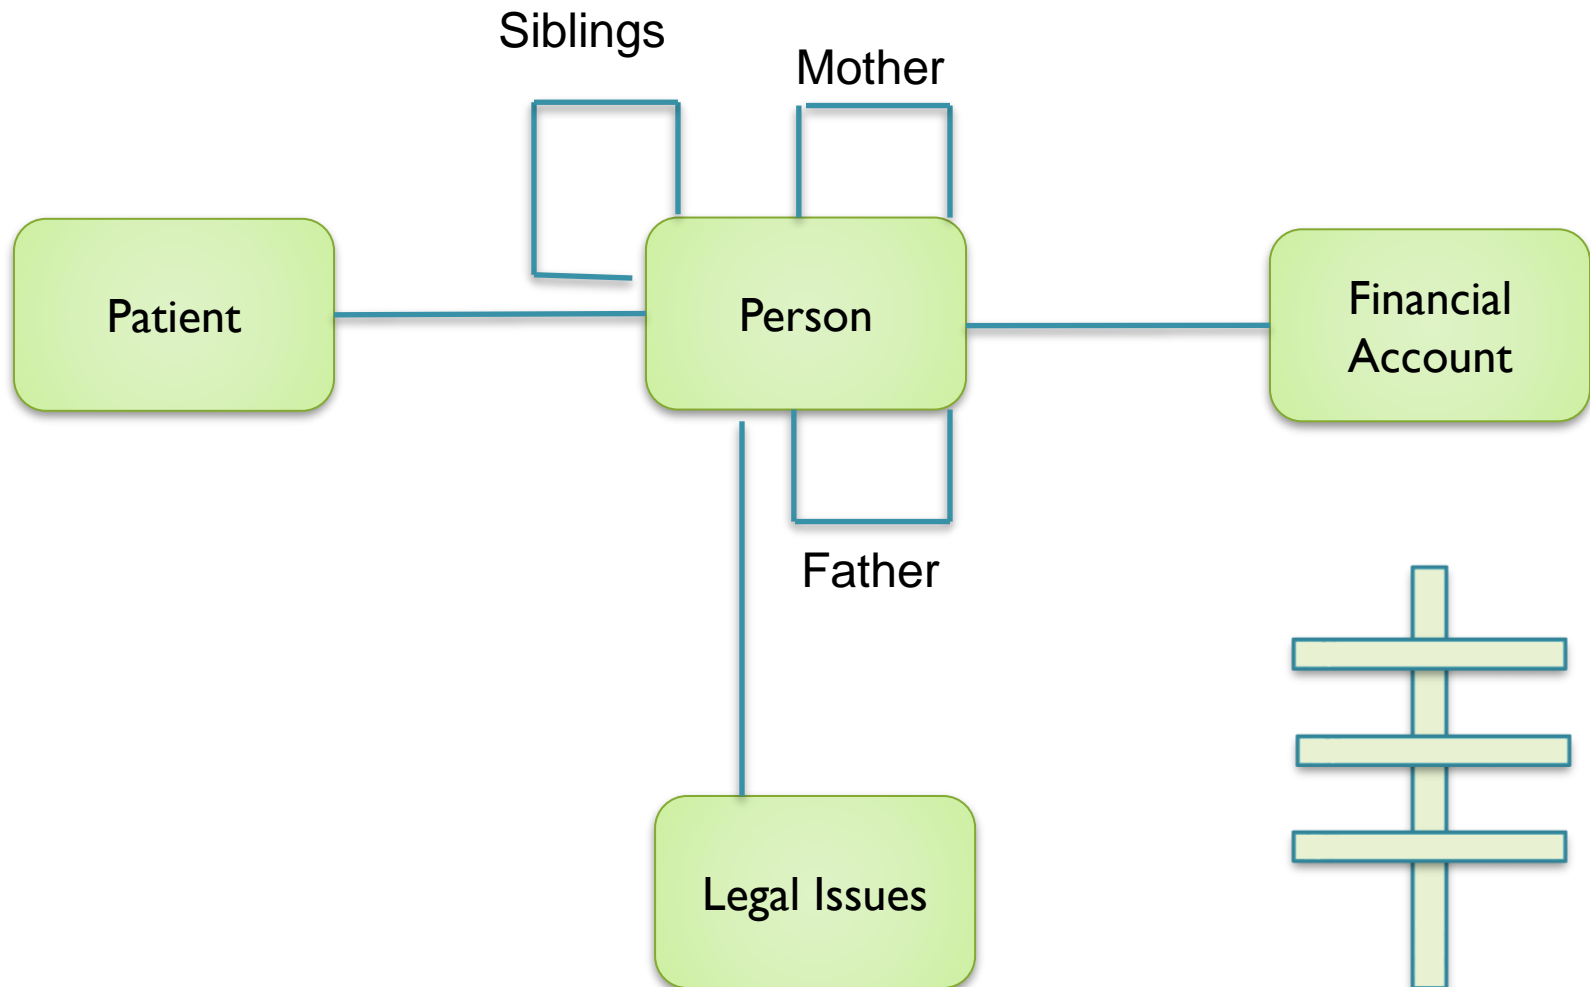 Siblings
Mother
Patient
Person
Financial
Account
Father
Legal Issues